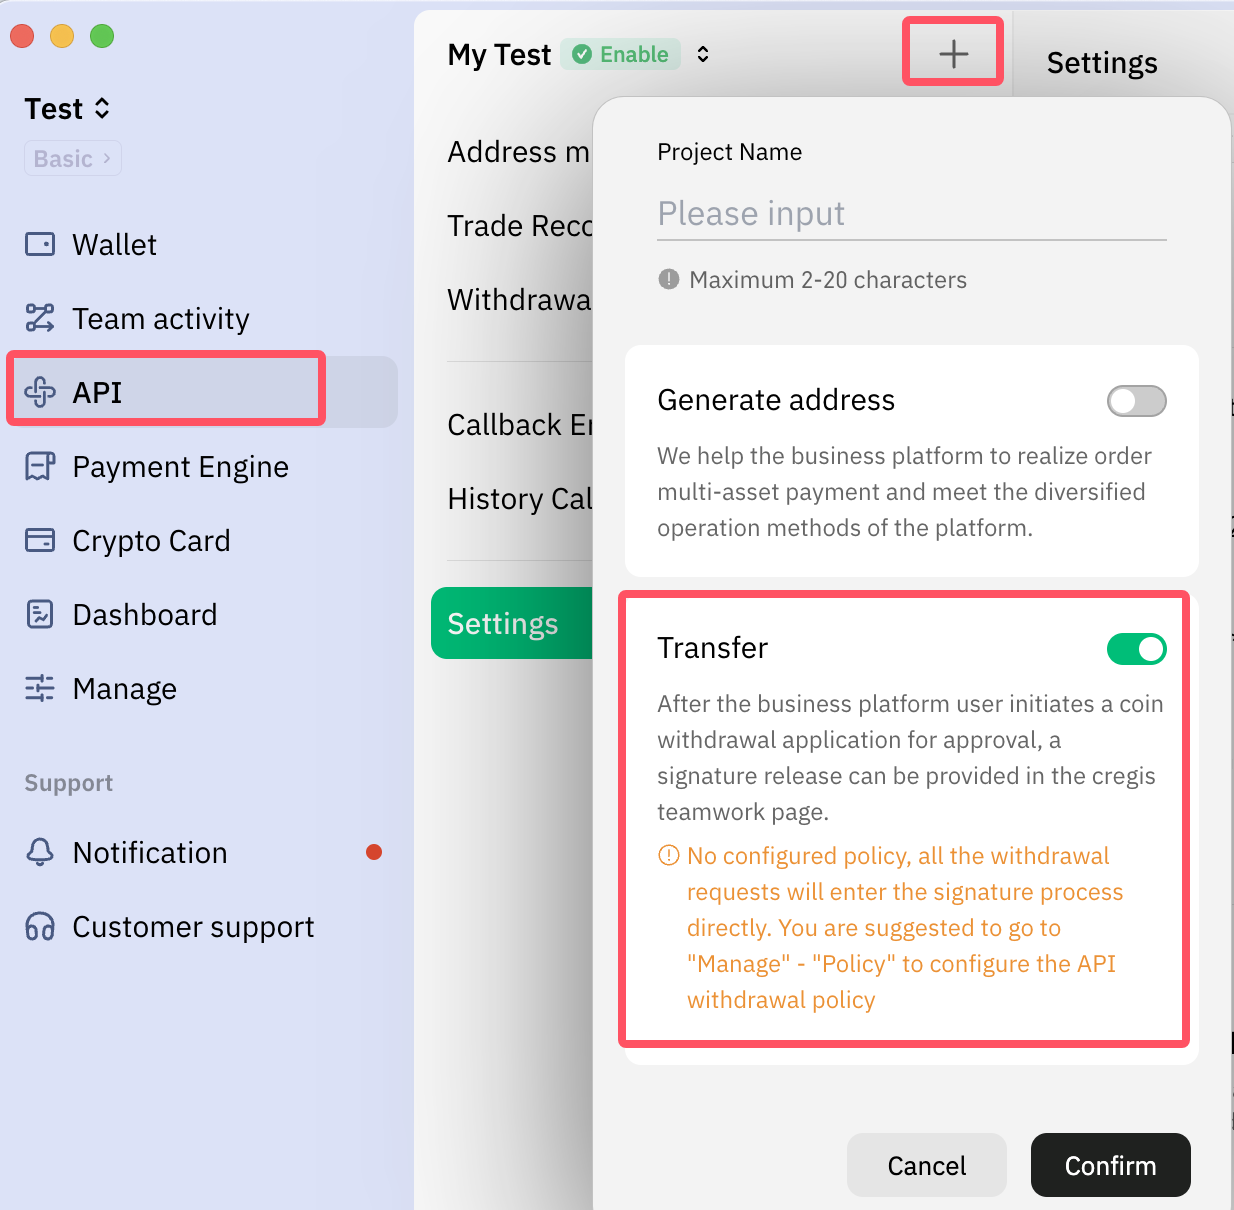 Test
Basic
Wallet
Team activity
API
Payment Engine
Crypto Card
Dashboard
Manage
Support
Notification
Customer support
My Test
Enable
Address m
Trade Reco
Withdrawa
Callback
History Cal
Settings
Settings
Project Name
Please input
Maximum 2-20 characters
Generate address
We help the business platform to realize order
multi-asset payment and meet the diversified
operation methods of the platform.
Transfer
After the business platform user initiates a coin
withdrawal application for approval, a
signature release can be provided in the cregis
teamwork page.
No configured policy, all the withdrawal
requests will enter the signature process
directly. You are suggested to go to
"Manage" - "Policy" to configure the API
withdrawal policy
Cancel
Confirm